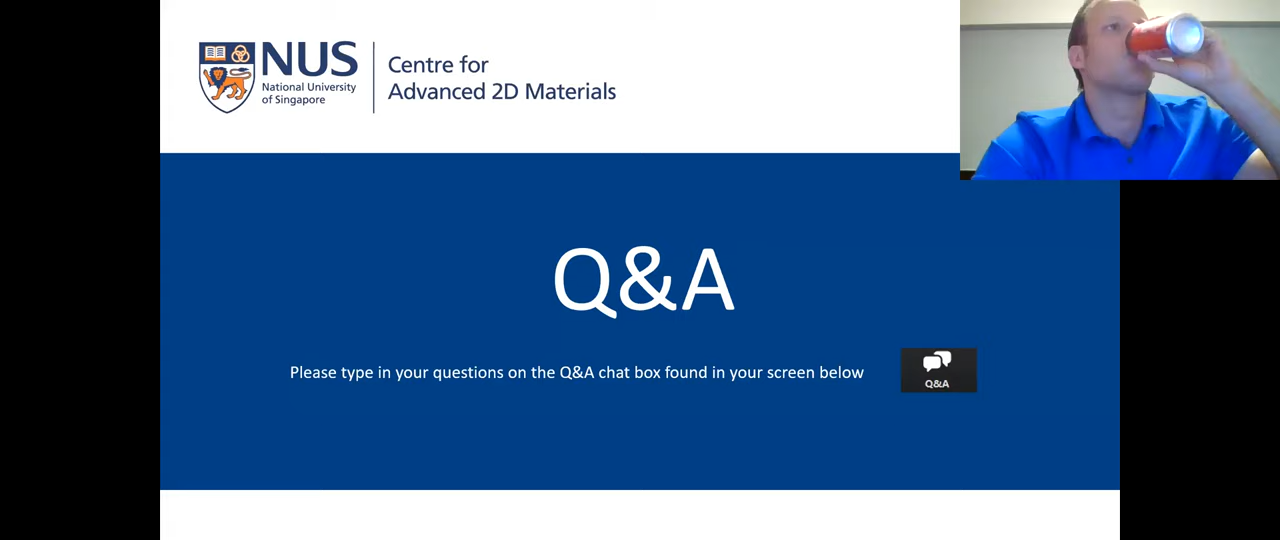 NUS
National University
of Singapore
Centre for
Advanced 2D Materials
Q&A
Please type in your questions on the Q&A chat box found in your screen below
Q&A